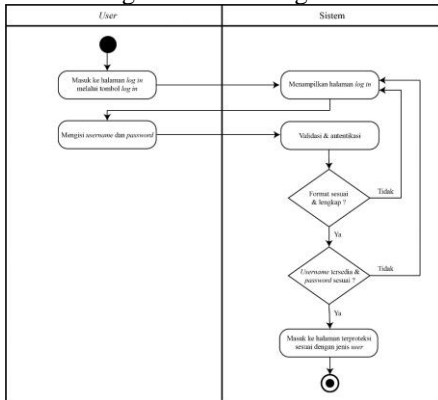 User
Sistem
Masuk ke halaman log in
melalui tombol log in
Menampilkan halaman log in
Mengisi username dan password
Validasi & autentikasi
Format sesuai
& lengkap ?
Tidak
Ya
Username tersedia &
password sesuai ?
Tidak
Ya
Masuk ke halaman terproteksi
sesuai dengan jenis user